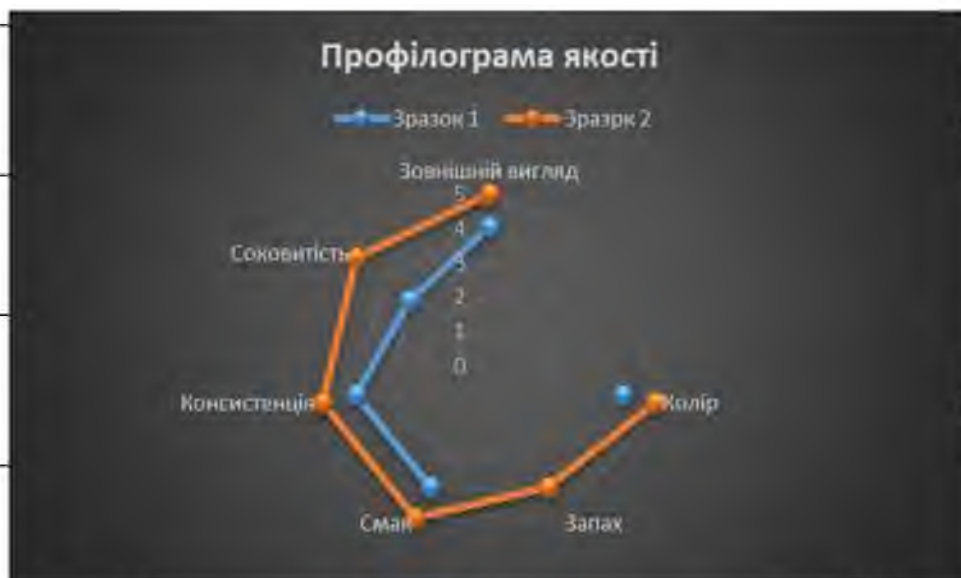 Профілограма якості
Зразок 1 Зразрк 2
Зовнішній вигляд
5
Соковитість
4
3
2
1
0
Консистенція
Колір
Смак
Запах